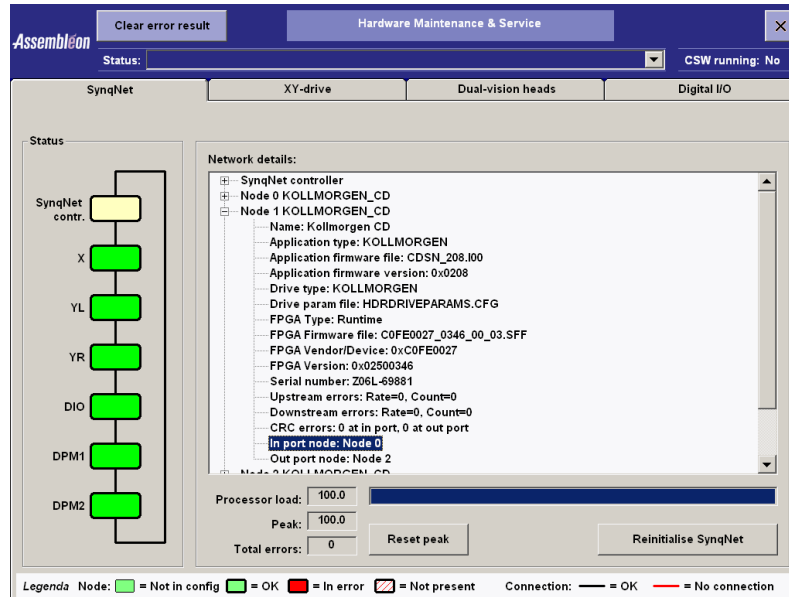 Clear error result
Hardware Maintenance & Service
Assembléon
Status:
CSW running: No
SynqNet
XY-drive
Dual-vision heads
Digital I/O
Status
SynqNet
contr.
X
YL
YR
DIO
DPM1
DPM2
Network details:
SynqNet controller
Node 0 KOLLMORGEN_CD
Node 1 KOLLMORGEN_CD
Name: Kollmorgen CD
Application type: KOLLMORGEN
Application firmware file: CDSN_208.I00
Application firmware version: 0x0208
Drive type: KOLLMORGEN
Drive param file: HDRDRIVEPARAMS.CFG
FPGA Type: Runtime
FPGA Firmware file: C0FE0027_0346_00_03.SFF
FPGA Vendor/Device: 0xC0FE0027
FPGA Version: 0x02500346
Serial number: Z06L-69881
Upstream errors: Rate=0, Count=0
Downstream errors: Rate=0, Count=0
CRC errors: 0 at in port, 0 at out port
In port node: Node 0
Out port node: Node 2
Node 2 KOLLMORGEN_CD
Processor load: 100.0
Peak: 100.0
Total errors: 0
Reset peak
Reinitialise SynqNet
Legenda Node: = Not in config = OK = In error = Not present Connection: = OK = No connection